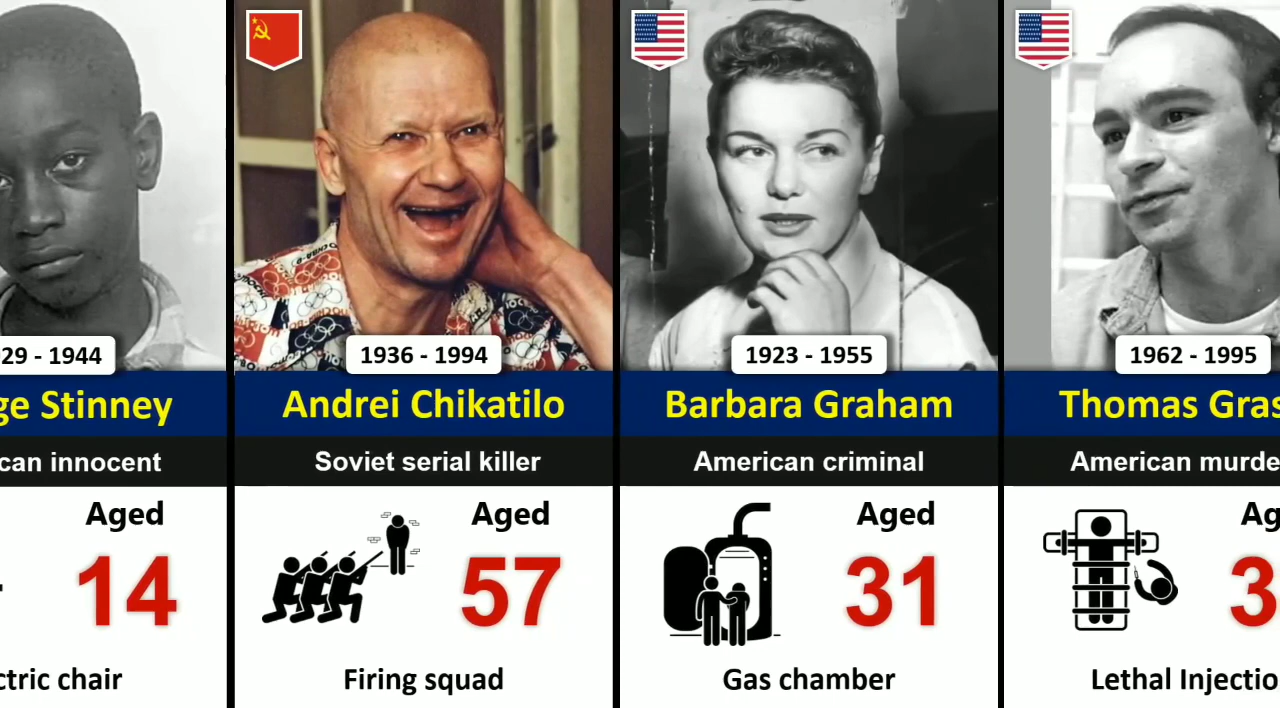 29 - 1944
ge Stinney
can innocent
Aged
14
ctric chair
1936 - 1994
Andrei Chikatilo
Soviet serial killer
Aged
57
Firing squad
1923 - 1955
Barbara Graham
American criminal
Aged
31
Gas chamber
1962 - 1995
Thomas Gras
American murde
Ag
3
Lethal Injectio